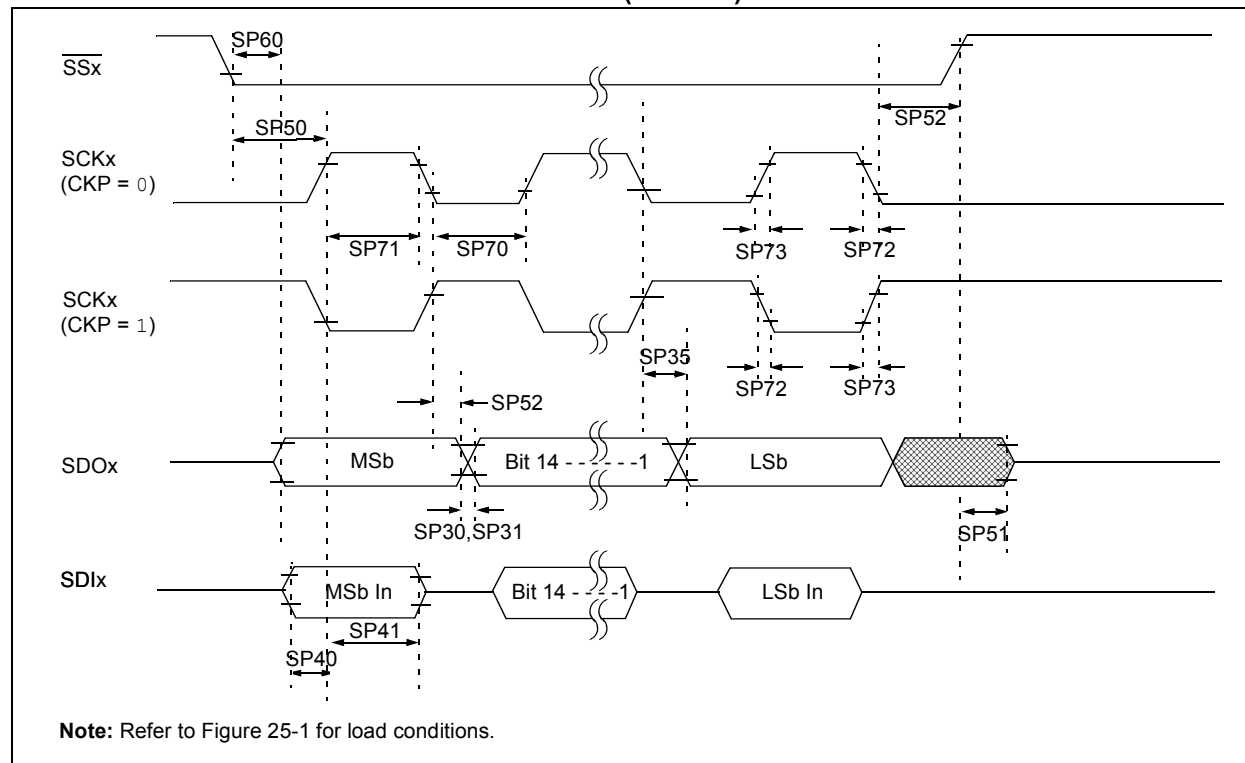 SP60
SSx
SP52
SP50
SCKx
(CKP = 0)
SP71
SP70
SP73
SP72
SCKx
(CKP = 1)
SP35
SP72
SP73
SP52
SDOx
MSb
Bit 14 - - - - - -1
LSb
SP30,SP31
SP51
SDIx
MSb In
Bit 14 - - - -1
LSb In
SP41
SP40
Note: Refer to Figure 25-1 for load conditions.